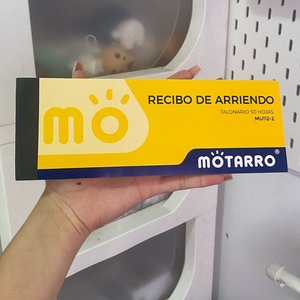 mo
RECIBO DE ARRIENDO
TALONARIO 50 HOJAS
MU112-2
MOTARRO®